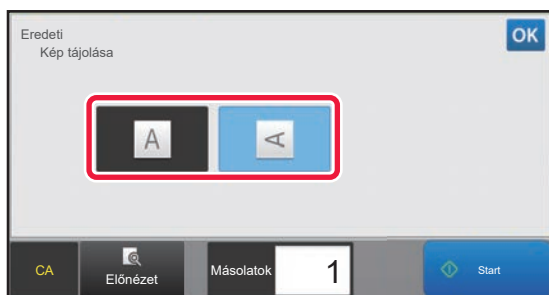 Eredeti
Kép tájolása
OK
A
A
CA
Előnézet
Másolatok
1
Start